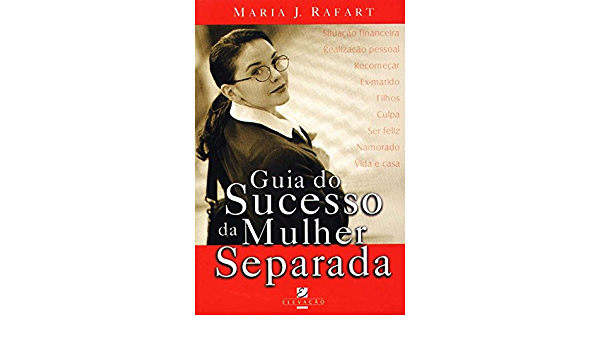 MARIA J. RAFART
Situação financeira
Realização pessoal
Recomeçar
Ex-marido
Filhos
Culpa
Ser feliz
Namorado
Vida e casa
Guia do
Sucesso
da Mulher
Separada
ELEVAÇÃO